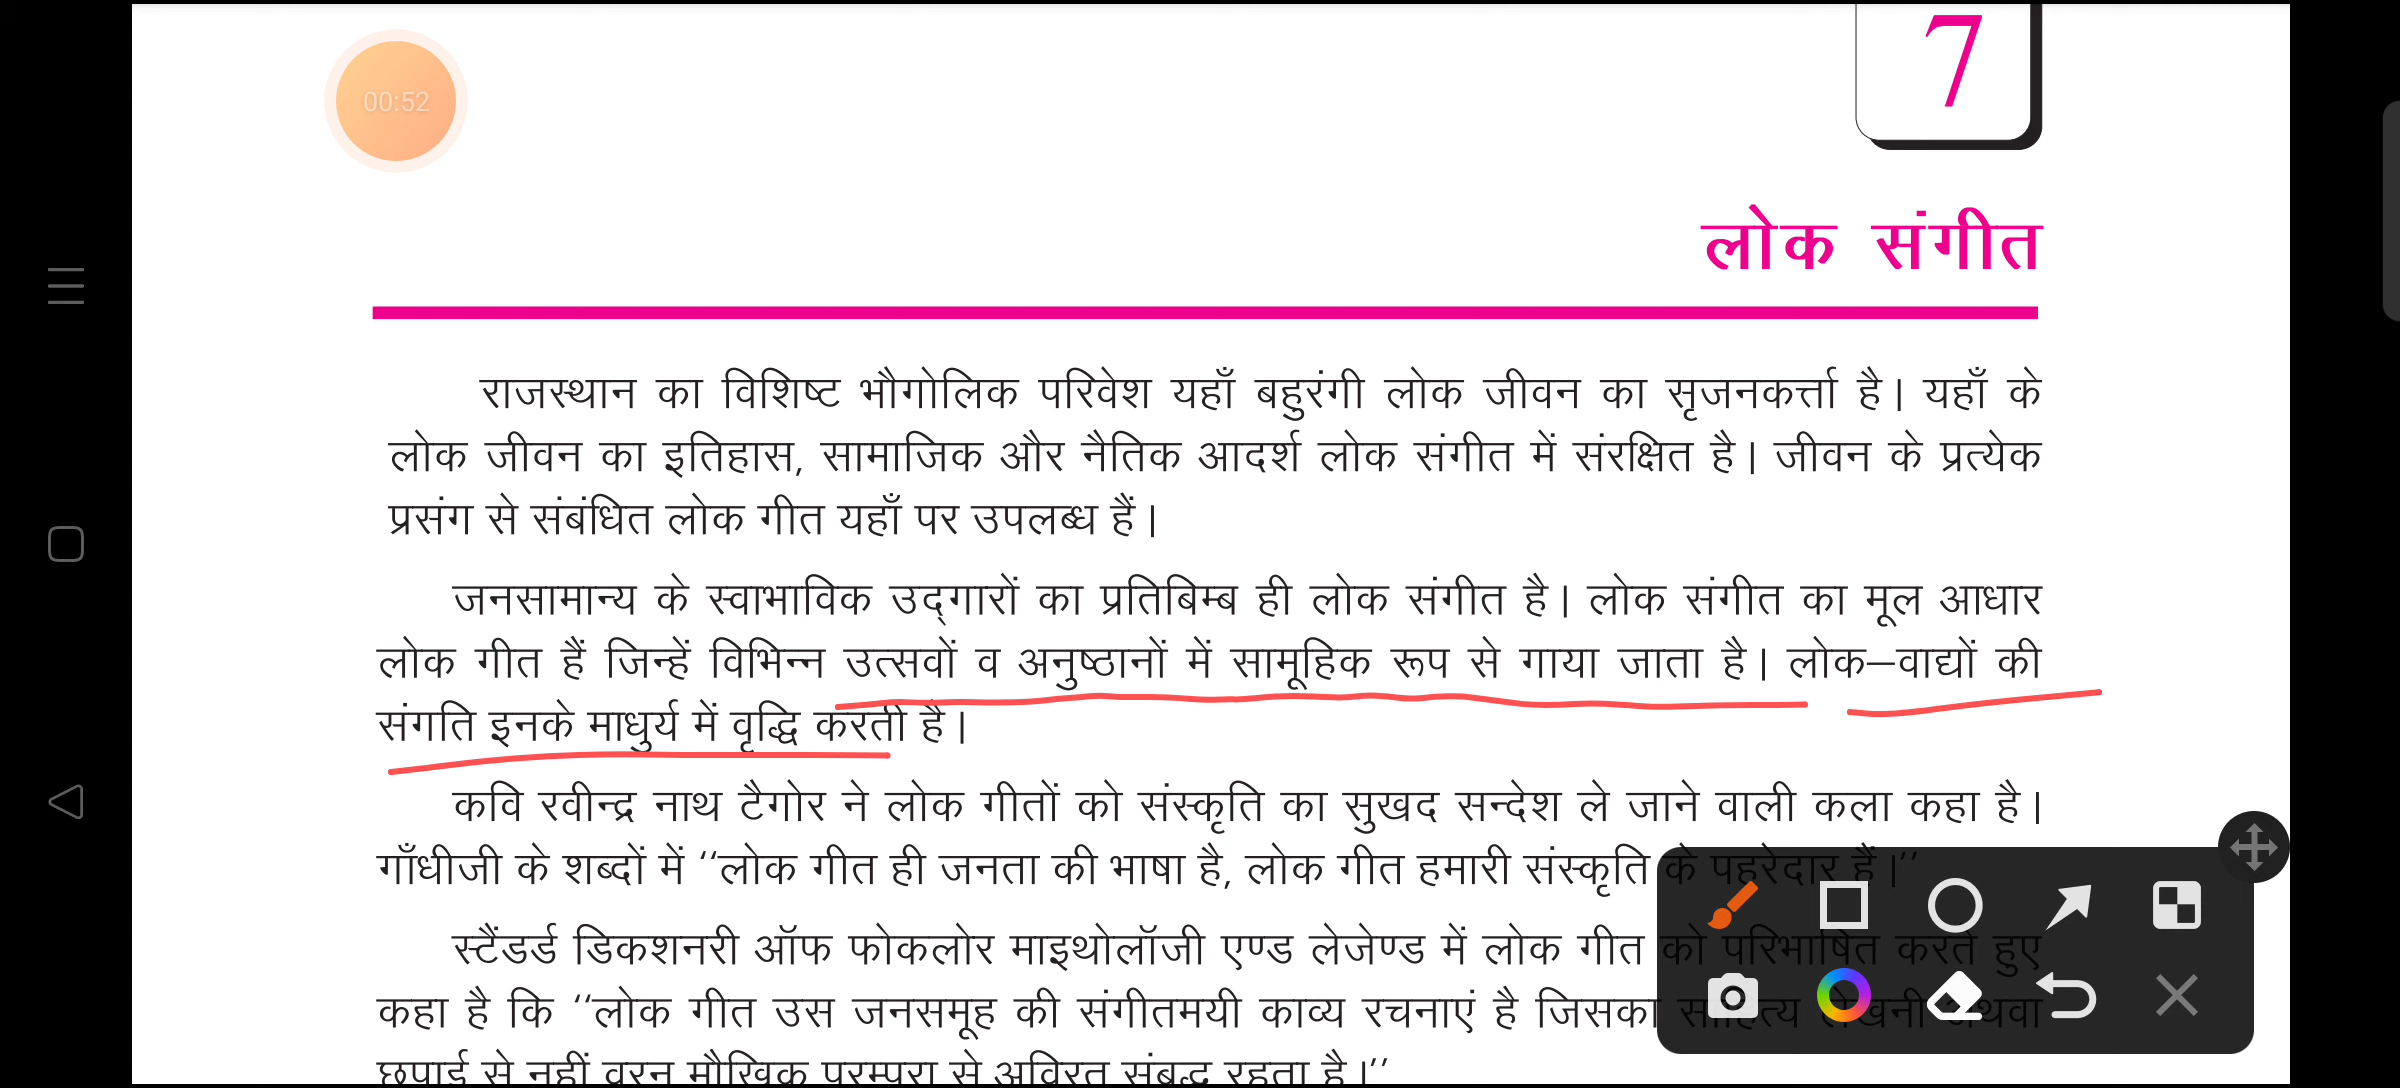 00:52
7
लोक संगीत
राजस्थान का विशिष्ट भौगोलिक परिवेश यहाँ बहुरंगी लोक जीवन का सृजनकर्त्ता है। यहाँ के
लोक जीवन का इतिहास, सामाजिक और नैतिक आदर्श लोक संगीत में संरक्षित है। जीवन के प्रत्येक
प्रसंग से संबंधित लोक गीत यहाँ पर उपलब्ध हैं।
जनसामान्य के स्वाभाविक उद्‌गारों का प्रतिबिम्ब ही लोक संगीत है। लोक संगीत का मूल आधार
लोक गीत हैं जिन्हें विभिन्न उत्सवों व अनुष्ठानों में सामूहिक रूप से गाया जाता है। लोक–वाद्यों की
संगति इनके माधुर्य में वृद्धि करती है।
कवि रवीन्द्र नाथ टैगोर ने लोक गीतों को संस्कृति का सुखद सन्देश ले जाने वाली कला कहा है।
गाँधीजी के शब्दों में ‘‘लोक गीत ही जनता की भाषा है, लोक गीत हमारी संस्कृति के पहरेदार हैं।’’
स्टैंडर्ड डिकशनरी ऑफ फोकलोर माइथोलॉजी एण्ड लेजेण्ड में लोक गीत को परिभाषित करते हुए
कहा है कि ‘‘लोक गीत उस जनसमूह की संगीतमयी काव्य रचनाएं है जिसका साहित्य लेखनी अथवा
छपाई से नहीं वरन मौखिक परम्परा से अविरत संबद्ध रहता है।’’